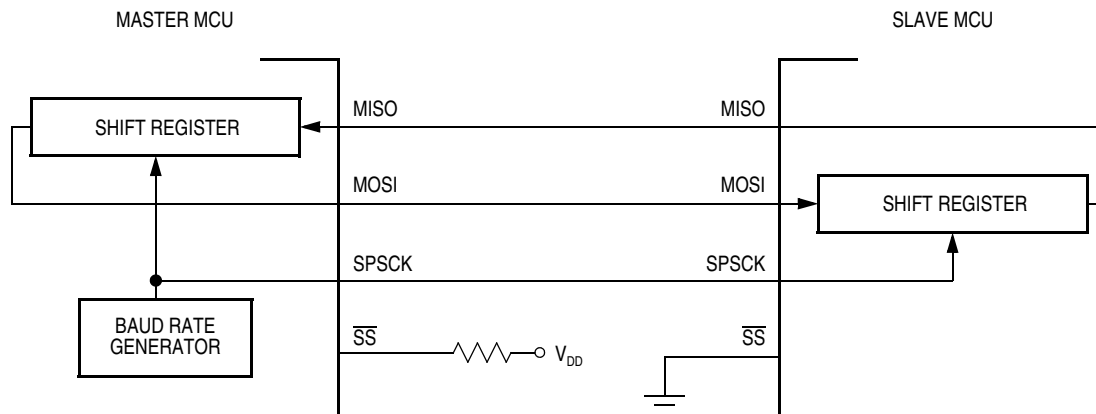 MASTER MCU
SLAVE MCU
SHIFT REGISTER
MISO
MISO
MOSI
MOSI
SHIFT REGISTER
SPSCK
SPSCK
BAUD RATE
GENERATOR
SS
VDD
SS